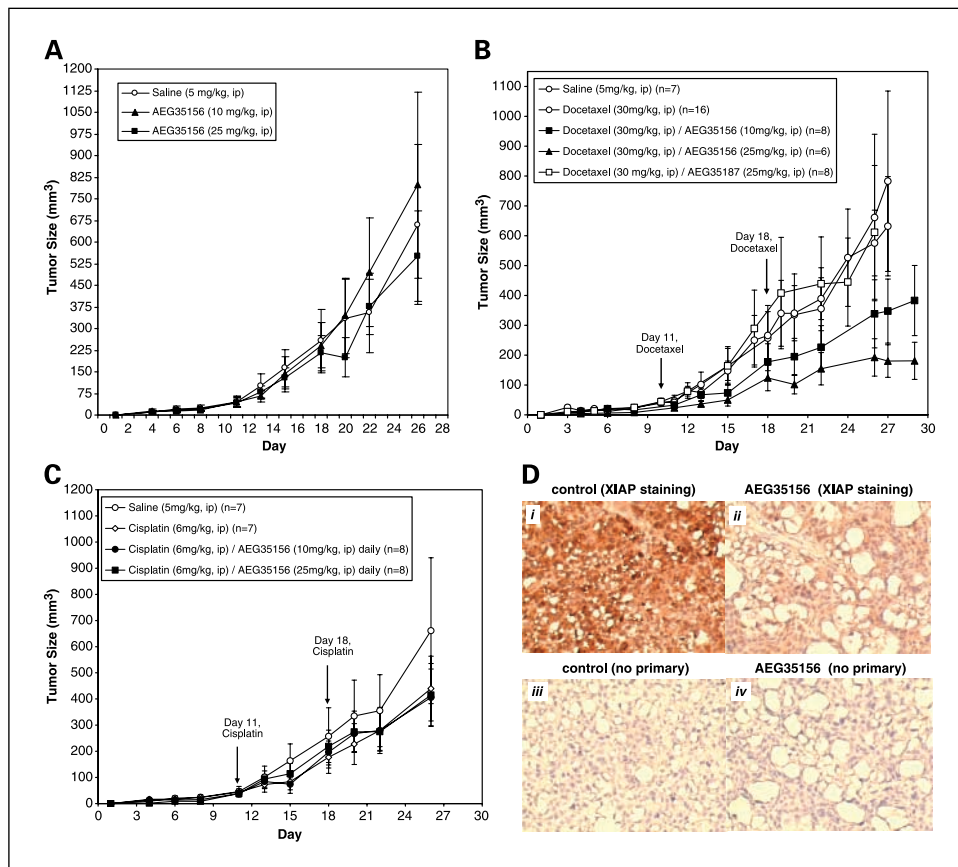 A
1200
1125
1050
975
900
825
750
675
600
525
450
375
300
225
150
75
0
Tumor Size (mm³)
Saline (5 mg/kg, ip)
AEG35156 (10 mg/kg, ip)
AEG35156 (25 mg/kg, ip)
0 2 4 6 8 10 12 14 16 18 20 22 24 26 28
Day
B
1100
1000
900
800
700
600
500
400
300
200
100
0
Tumor Size (mm³)
Saline (5mg/kg, ip) (n=7)
Docetaxel (30mg/kg, ip) (n=16)
Docetaxel (30mg/kg, ip) / AEG35156 (10mg/kg, ip) (n=8)
Docetaxel (30mg/kg, ip) / AEG35156 (25mg/kg, ip) (n=6)
Docetaxel (30 mg/kg, ip) / AEG35187 (25mg/kg, ip) (n=8)
Day 18,
Docetaxel
Day 11,
Docetaxel
0 3 6 9 12 15 18 21 24 27 30
Day
C
1200
1100
1000
900
800
700
600
500
400
300
200
100
0
Tumor Size (mm³)
Saline (5mg/kg, ip) (n=7)
Cisplatin (6mg/kg, ip) (n=7)
Cisplatin (6mg/kg, ip) / AEG35156 (10mg/kg, ip) daily (n=8)
Cisplatin (6mg/kg, ip) / AEG35156 (25mg/kg, ip) daily (n=8)
Day 18,
Cisplatin
Day 11,
Cisplatin
0 3 6 9 12 15 18 21 24 27 30
Day
D
control (XIAP staining)
AEG35156 (XIAP staining)
i
ii
control (no primary)
AEG35156 (no primary)
iii
iv